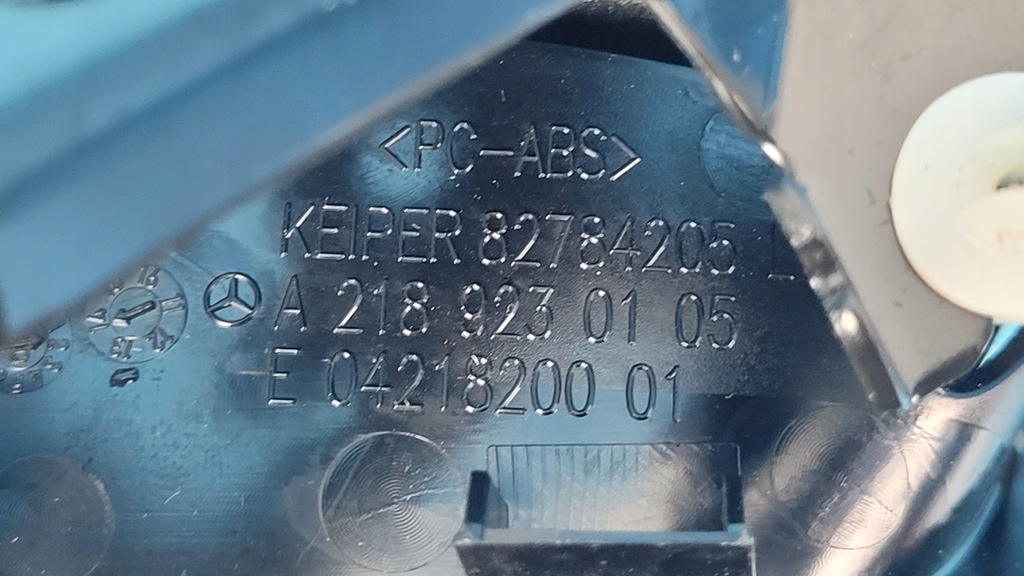 <PC-ABS>
KEIPER 82784205 L
A 218 923 01 05
E 04218200 01